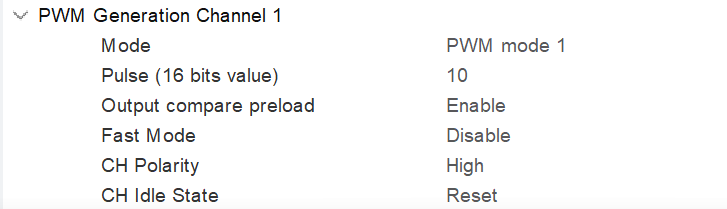 PWM Generation Channel 1
Mode PWM mode 1
Pulse (16 bits value) 10
Output compare preload Enable
Fast Mode Disable
CH Polarity High
CH Idle State Reset